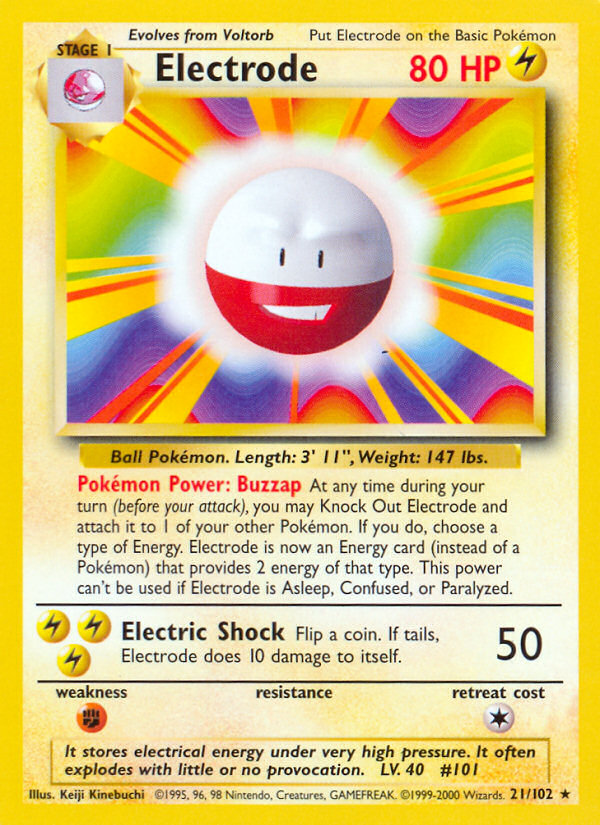 Evolves from Voltorb Put Electrode on the Basic Pokémon
STAGE 1
Electrode 80 HP
Ball Pokémon. Length: 3' 11", Weight: 147 lbs.
Pokémon Power: Buzzap At any time during your
turn (before your attack), you may Knock Out Electrode and
attach it to 1 of your other Pokémon. If you do, choose a
type of Energy. Electrode is now an Energy card (instead of a
Pokémon) that provides 2 energy of that type. This power
can't be used if Electrode is Asleep, Confused, or Paralyzed.
Electric Shock Flip a coin. If tails,
Electrode does 10 damage to itself.
50
weakness resistance retreat cost
It stores electrical energy under very high pressure. It often
explodes with little or no provocation. LV. 40 #101
Illus. Keiji Kinebuchi ©1995, 96, 98 Nintendo, Creatures, GAMEFREAK. ©1999-2000 Wizards. 21/102 ★